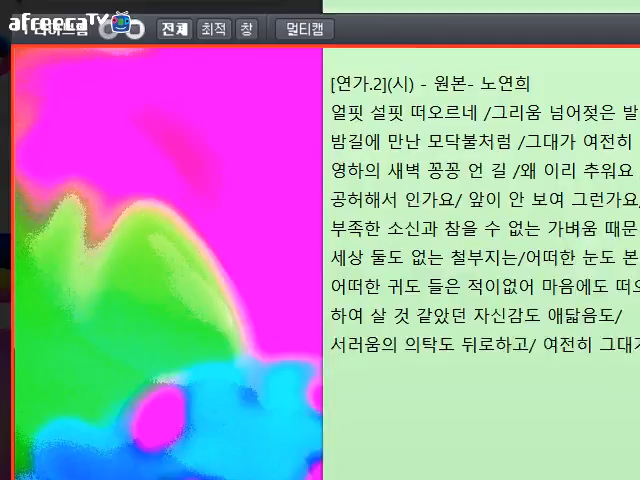 afreecaTV
전체 최적 창 멀티캠
[연가.2](시) - 원본- 노연희
얼핏 설핏 떠오르네 /그리움 넘어젖은 발
밤길에 만난 모닥불처럼 /그대가 여전히
영하의 새벽 꽁꽁 언 길 /왜 이리 추워요
공허해서 인가요/ 앞이 안 보여 그런가요/
부족한 소신과 참을 수 없는 가벼움 때문
세상 둘도 없는 철부지는/어떠한 눈도 본
어떠한 귀도 들은 적이없어 마음에도 떠오
하여 살 것 같았던 자신감도 애닯음도/
서러움의 의탁도 뒤로하고/ 여전히 그대가